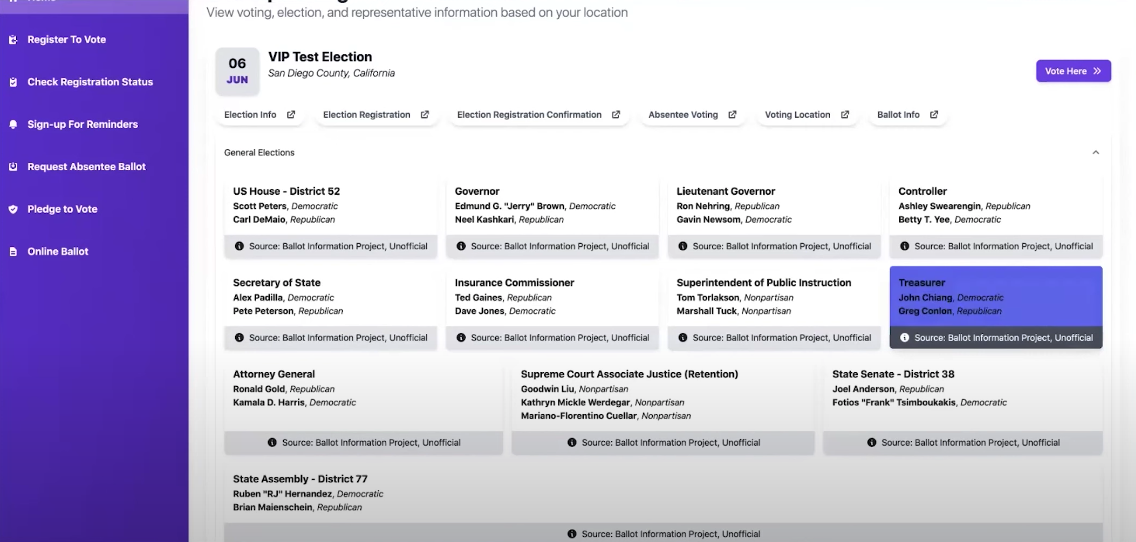 View voting, election, and representative information based on your location
Register To Vote
Check Registration Status
Sign-up For Reminders
Request Absentee Ballot
Pledge to Vote
Online Ballot
06
JUN
VIP Test Election
San Diego County, California
Vote Here
Election Info
Election Registration
Election Registration Confirmation
Absentee Voting
Voting Location
Ballot Info
General Elections
US House - District 52
Scott Peters, Democratic
Carl DeMaio, Republican
Source: Ballot Information Project, Unofficial
Governor
Edmund G. "Jerry" Brown, Democratic
Neel Kashkari, Republican
Source: Ballot Information Project, Unofficial
Lieutenant Governor
Ron Nehring, Republican
Gavin Newsom, Democratic
Source: Ballot Information Project, Unofficial
Controller
Ashley Swearengin, Republican
Betty T. Yee, Democratic
Source: Ballot Information Project, Unofficial
Secretary of State
Alex Padilla, Democratic
Pete Peterson, Republican
Source: Ballot Information Project, Unofficial
Insurance Commissioner
Ted Gaines, Republican
Dave Jones, Democratic
Source: Ballot Information Project, Unofficial
Superintendent of Public Instruction
Tom Torlakson, Nonpartisan
Marshall Tuck, Nonpartisan
Source: Ballot Information Project, Unofficial
Treasurer
John Chiang, Democratic
Greg Conlon, Republican
Source: Ballot Information Project, Unofficial
Attorney General
Ronald Gold, Republican
Kamala D. Harris, Democratic
Source: Ballot Information Project, Unofficial
Supreme Court Associate Justice (Retention)
Goodwin Liu, Nonpartisan
Kathryn Mickle Werdegar, Nonpartisan
Mariano-Florentino Cuellar, Nonpartisan
Source: Ballot Information Project, Unofficial
State Senate - District 38
Joel Anderson, Republican
Fotios "Frank" Tsimboukakis, Democratic
Source: Ballot Information Project, Unofficial
State Assembly - District 77
Ruben "RJ" Hernandez, Democratic
Brian Maienschein, Republican
Source: Ballot Information Project, Unofficial